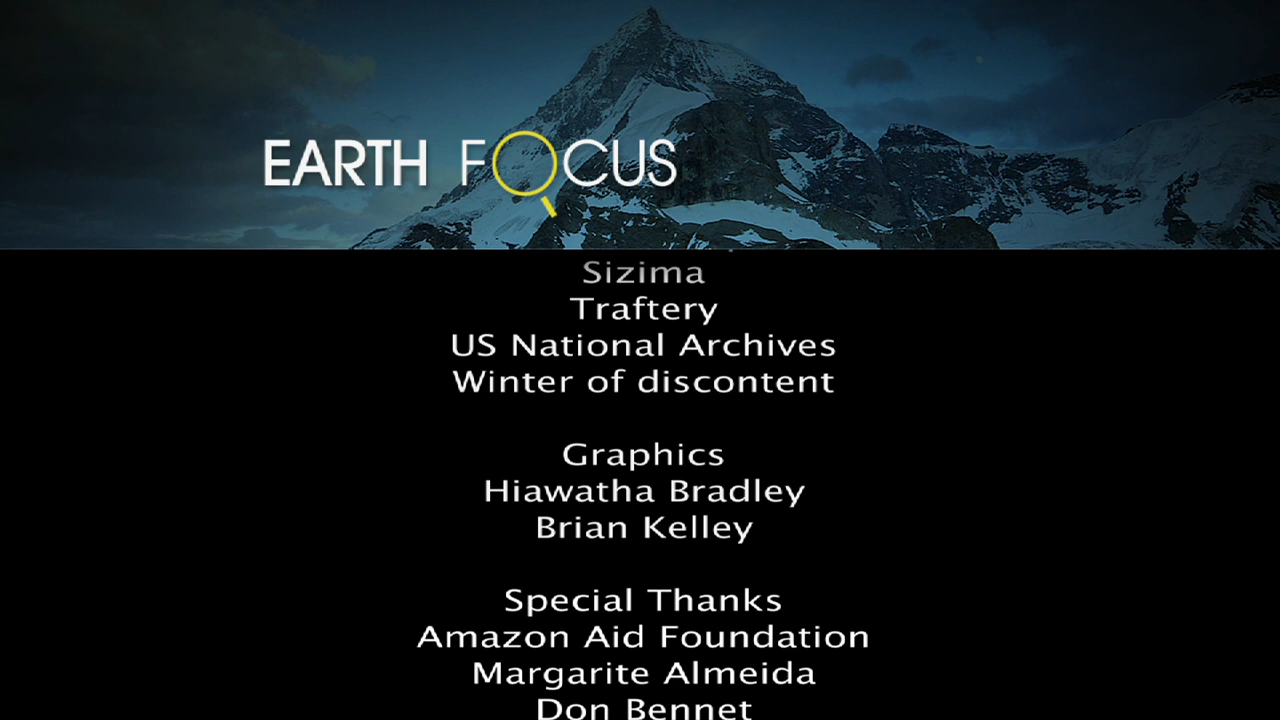 EARTH FOCUS
Sizima
Traftery
US National Archives
Winter of discontent
Graphics
Hiawatha Bradley
Brian Kelley
Special Thanks
Amazon Aid Foundation
Margarite Almeida
Don Bennet